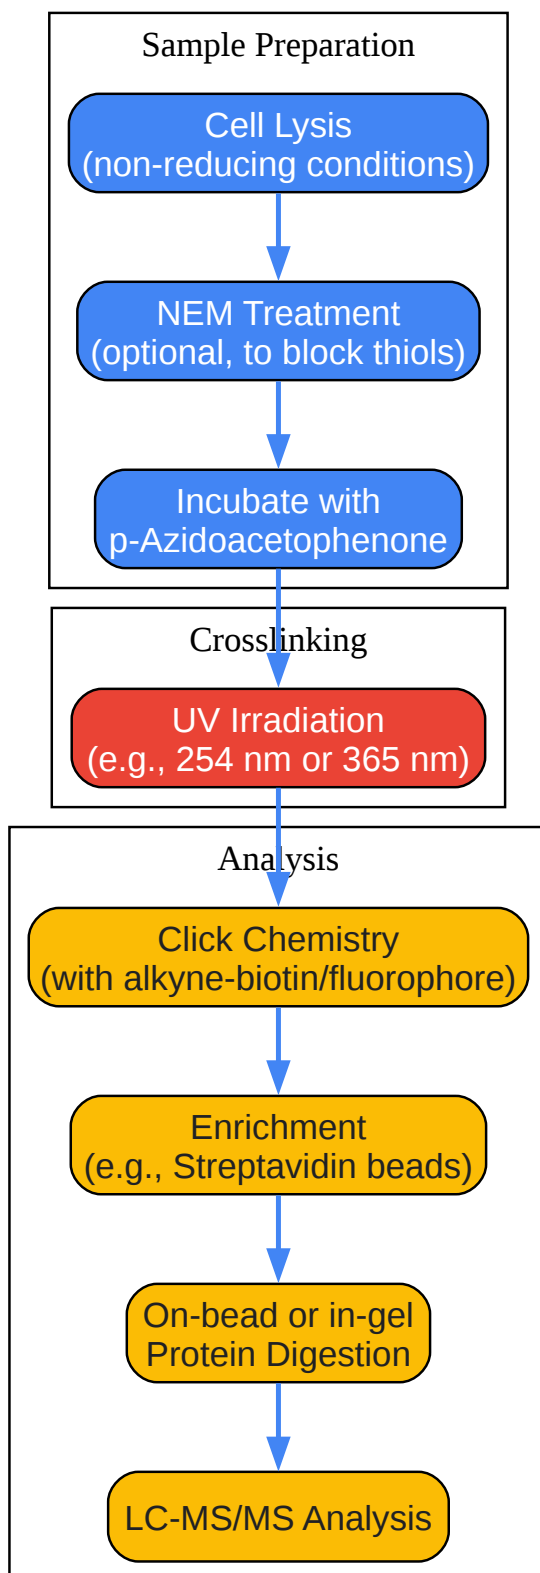 Sample Preparation
Cell Lysis
(non-reducing conditions)
NEM Treatment
(optional, to block thiols)
Incubate with
p-Azidoacetophenone
Crosslinking
UV Irradiation
(e.g., 254 nm or 365 nm)
Analysis
Click Chemistry
(with alkyne-biotin/fluorophore)
Enrichment
(e.g., Streptavidin beads)
On-bead or in-gel
Protein Digestion
LC-MS/MS Analysis